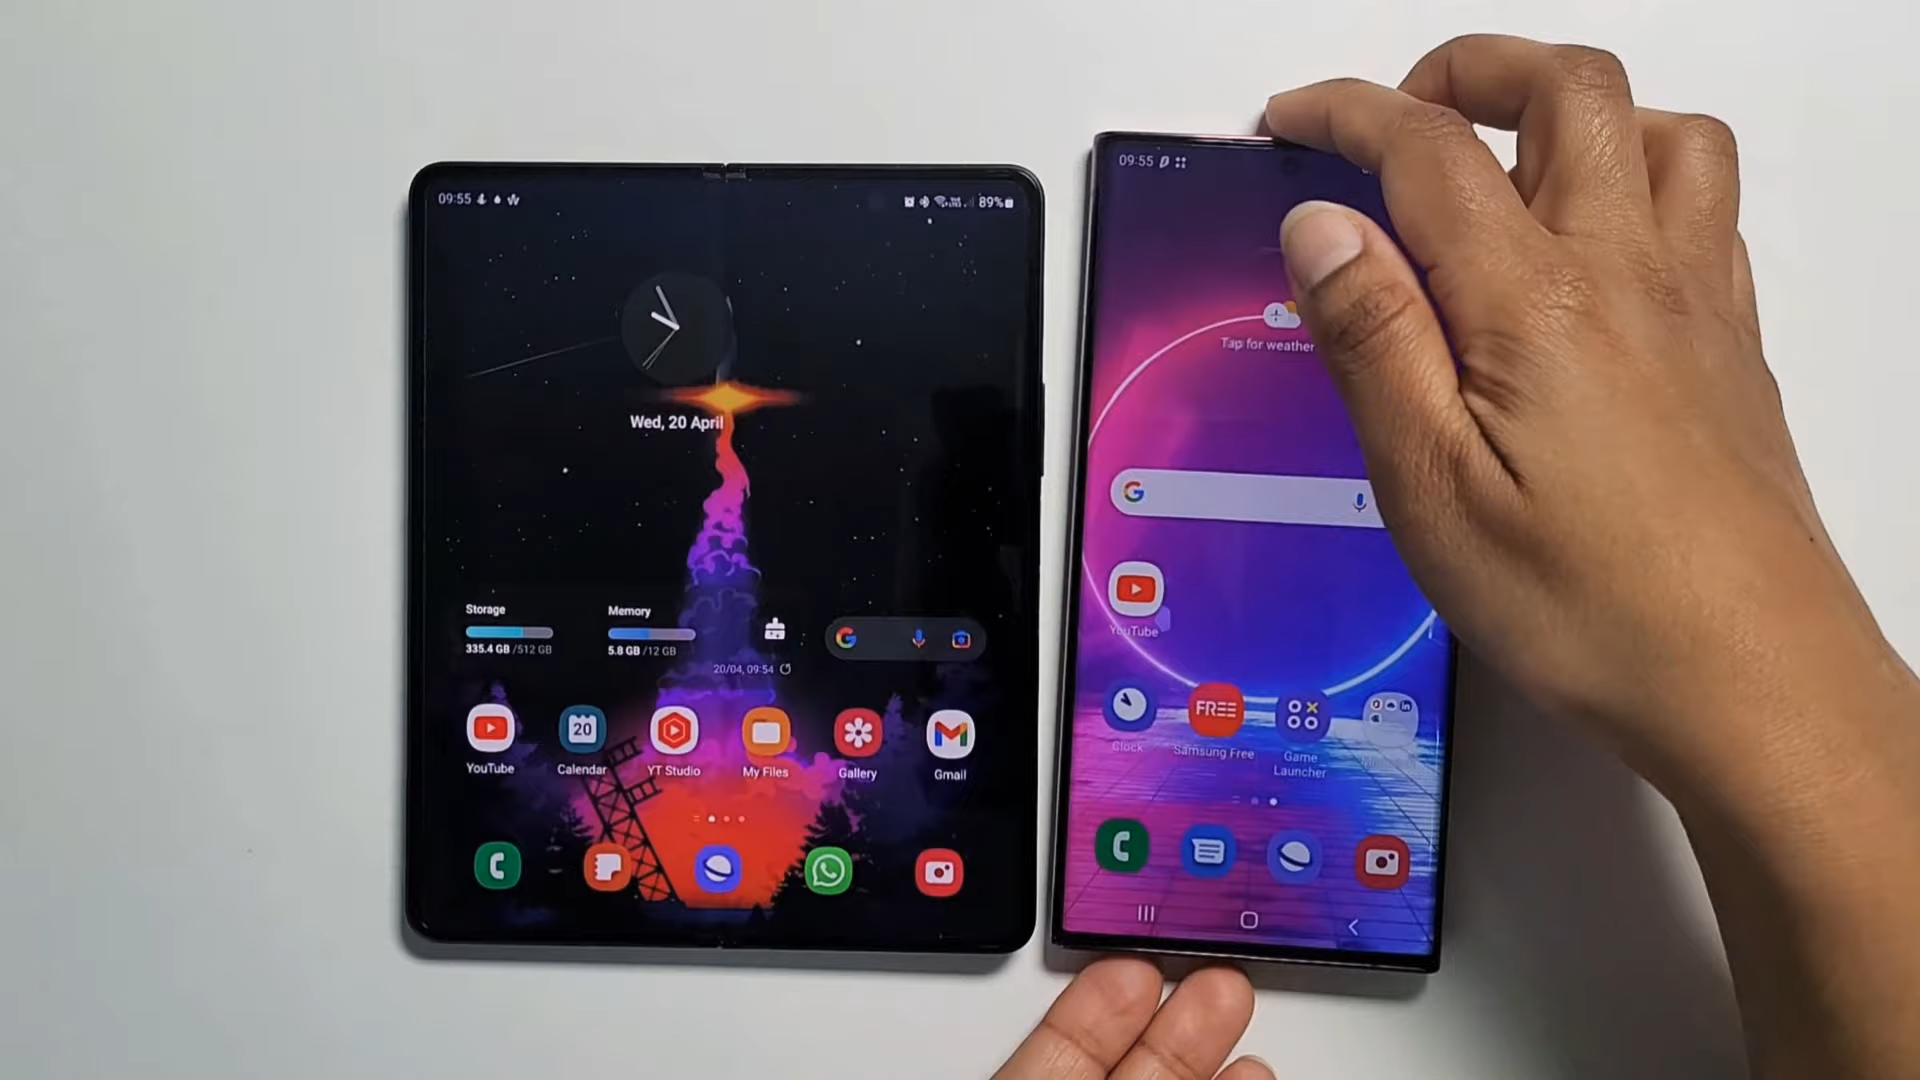 09:55
89%
Wed, 20 April
Storage
335.4 GB /512 GB
Memory
5.8 GB /12 GB
20/04, 09:54
YouTube
20
Calendar
YT Studio
My Files
Gallery
Gmail
09:55
Tap for weather
YouTube
Clock
FREE
Samsung Free
Game
Launcher
in